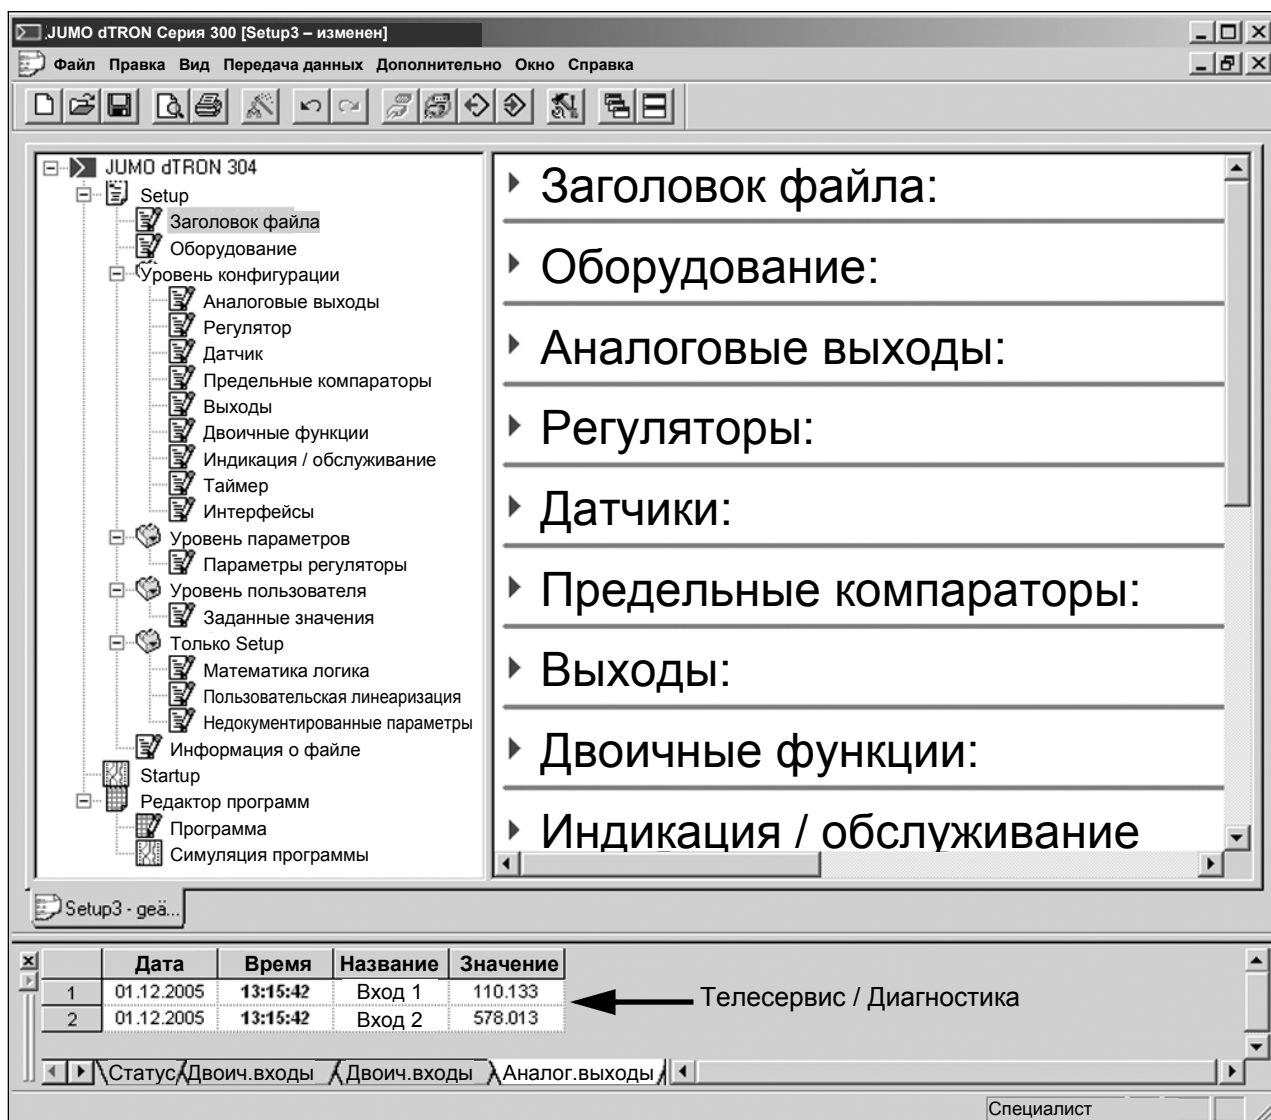 JUMO dTRON Серия 300 [Setup3 – изменен]
Файл Правка Вид Передача данных Дополнительно Окно Справка
JUMO dTRON 304
Setup
Заголовок файла
Оборудование
Уровень конфигурации
Аналоговые выходы
Регулятор
Датчик
Предельные компараторы
Выходы
Двоичные функции
Индикация / обслуживание
Таймер
Интерфейсы
Уровень параметров
Параметры регуляторы
Уровень пользователя
Заданные значения
Только Setup
Математика логика
Пользовательская линеаризация
Недокументированные параметры
Информация о файле
Startup
Редактор программ
Программа
Симуляция программы
Заголовок файла:
Оборудование:
Аналоговые выходы:
Регуляторы:
Датчики:
Предельные компараторы:
Выходы:
Двоичные функции:
Индикация / обслуживание
Setup3 - geä...
Дата Время Название Значение
1 01.12.2005 13:15:42 Вход 1 110.133
2 01.12.2005 13:15:42 Вход 2 578.013
Телесервис / Диагностика
Статус Двоич.входы Двоич.входы Аналог.выходы
Специалист